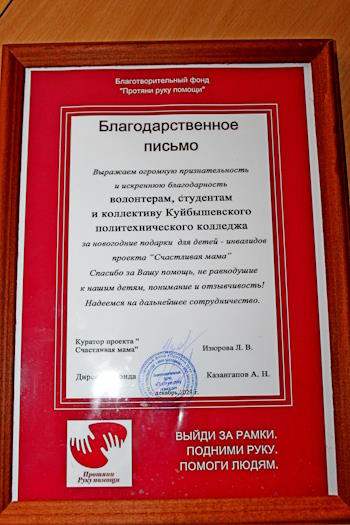 Благотворительный фонд
"Протяни руку помощи"
Благодарственное
письмо
Выражаем огромную признательность
и искреннюю благодарность
волонтерам, студентам
и коллективу Куйбышевского
политехнического колледжа
за новогодние подарки для детей - инвалидов
проекта "Счастливая мама"
Спасибо за Вашу помощь, не равнодушие
к нашим детям, понимание и отзывчивость!
Надеемся на дальнейшее сотрудничество.
Куратор проекта "
Счастливая мама"
Изюрова Л. В.
фонда
Казангапов А. Н.
декабрь 2024 г.
Протяни
Руку помощи
ВЫЙДИ ЗА РАМКИ.
ПОДНИМИ РУКУ.
ПОМОГИ ЛЮДЯМ.